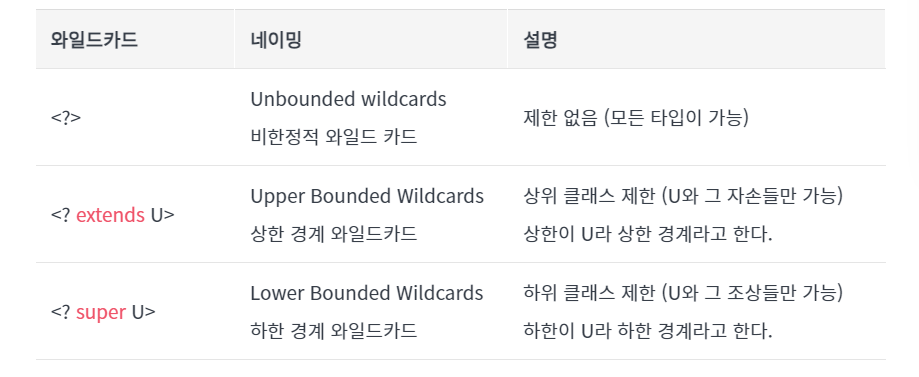 와일드카드 네이밍 설명
<?> Unbounded wildcards 제한 없음 (모든 타입이 가능)
비한정적 와일드 카드
<? extends U> Upper Bounded Wildcards 상위 클래스 제한 (U와 그 자손들만 가능)
상한 경계 와일드카드 상한이 U라 상한 경계라고 한다.
<? super U> Lower Bounded Wildcards 하위 클래스 제한 (U와 그 조상들만 가능)
하한 경계 와일드카드 하한이 U라 하한 경계라고 한다.